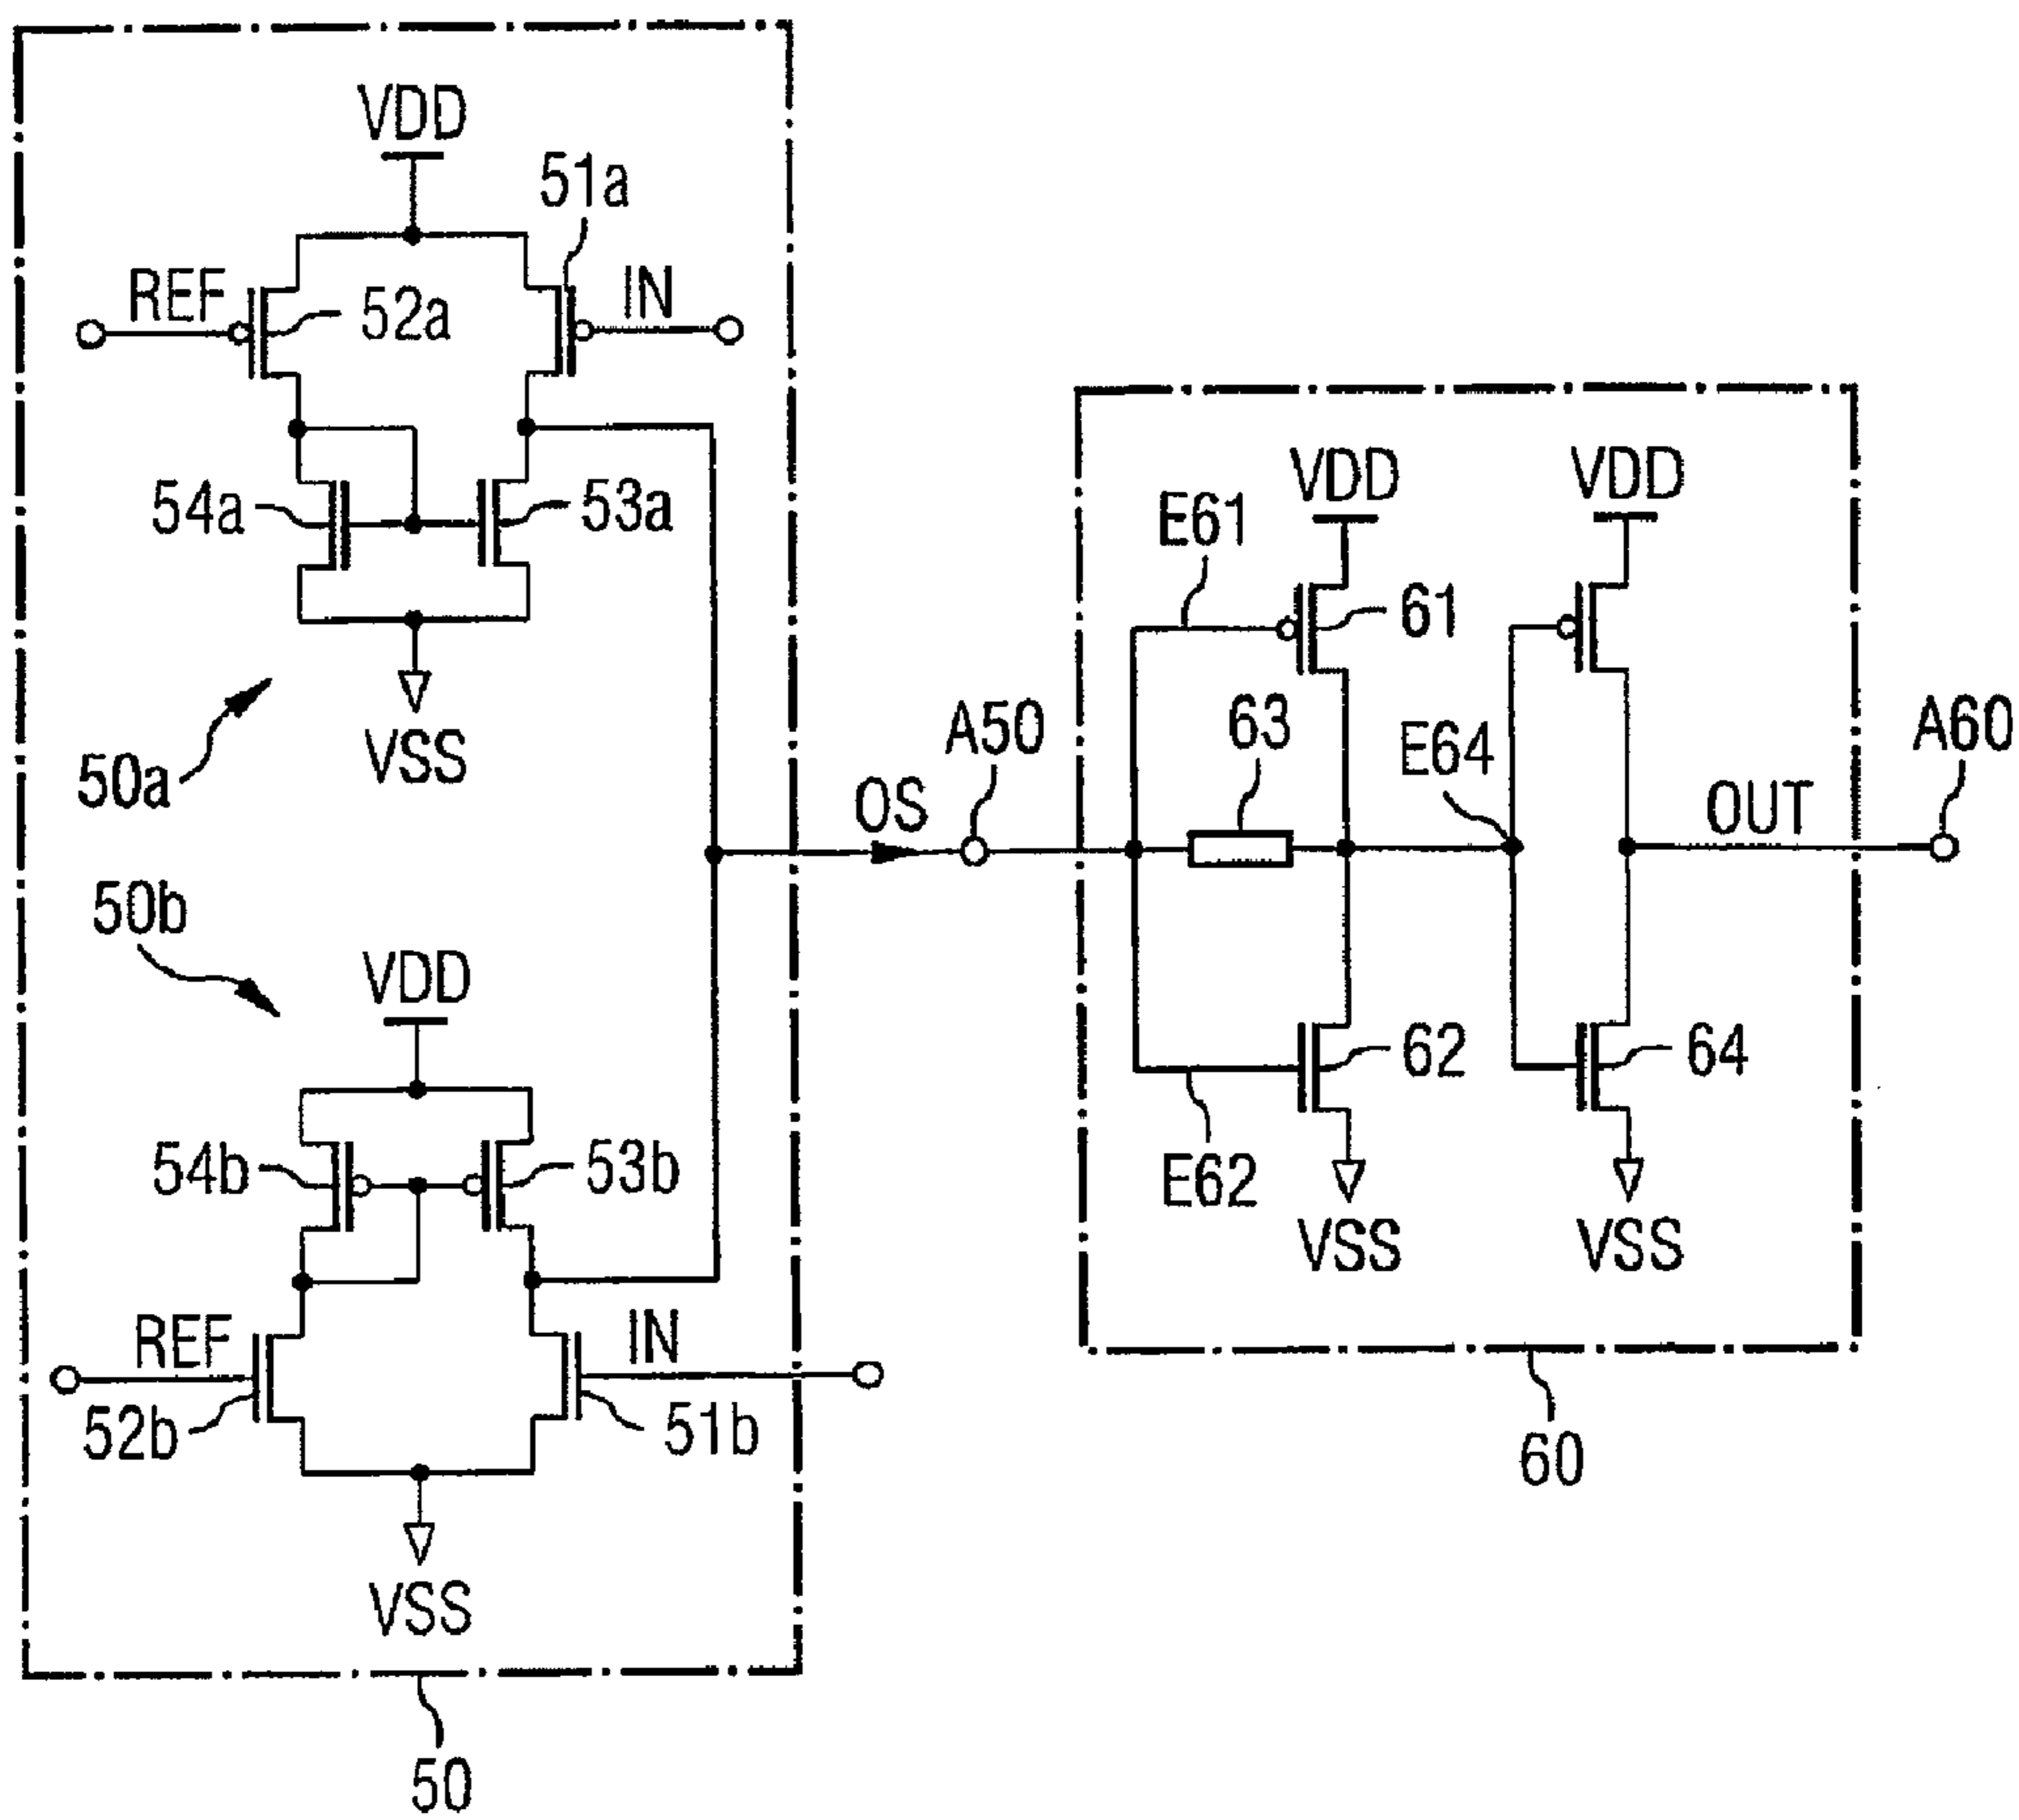 VDD
51a
REF
52a
IN
54a
53a
VSS
50a
50b
VDD
54b
53b
REF
IN
52b
51b
VSS
50
OS
A50
E61
VDD
VDD
61
63
E64
OUT
A60
62
64
E62
VSS
VSS
60